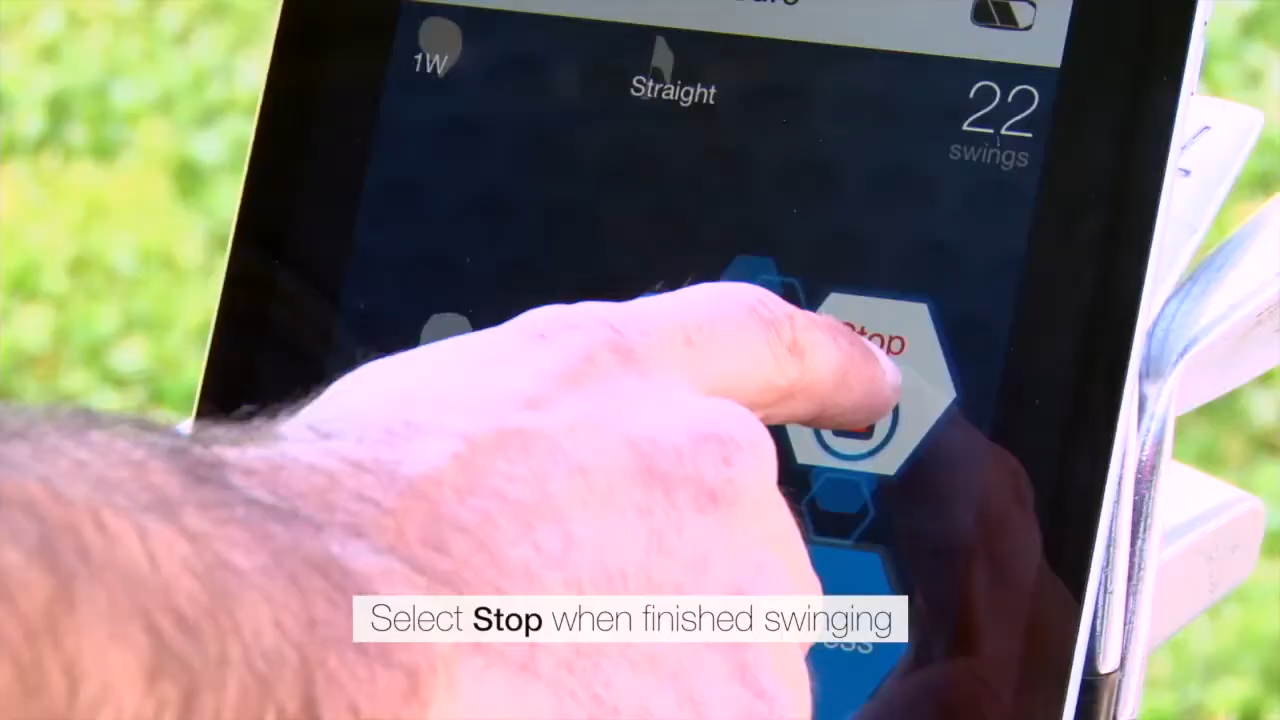 1W
Straight
22
swings
Stop
Select Stop when finished swinging